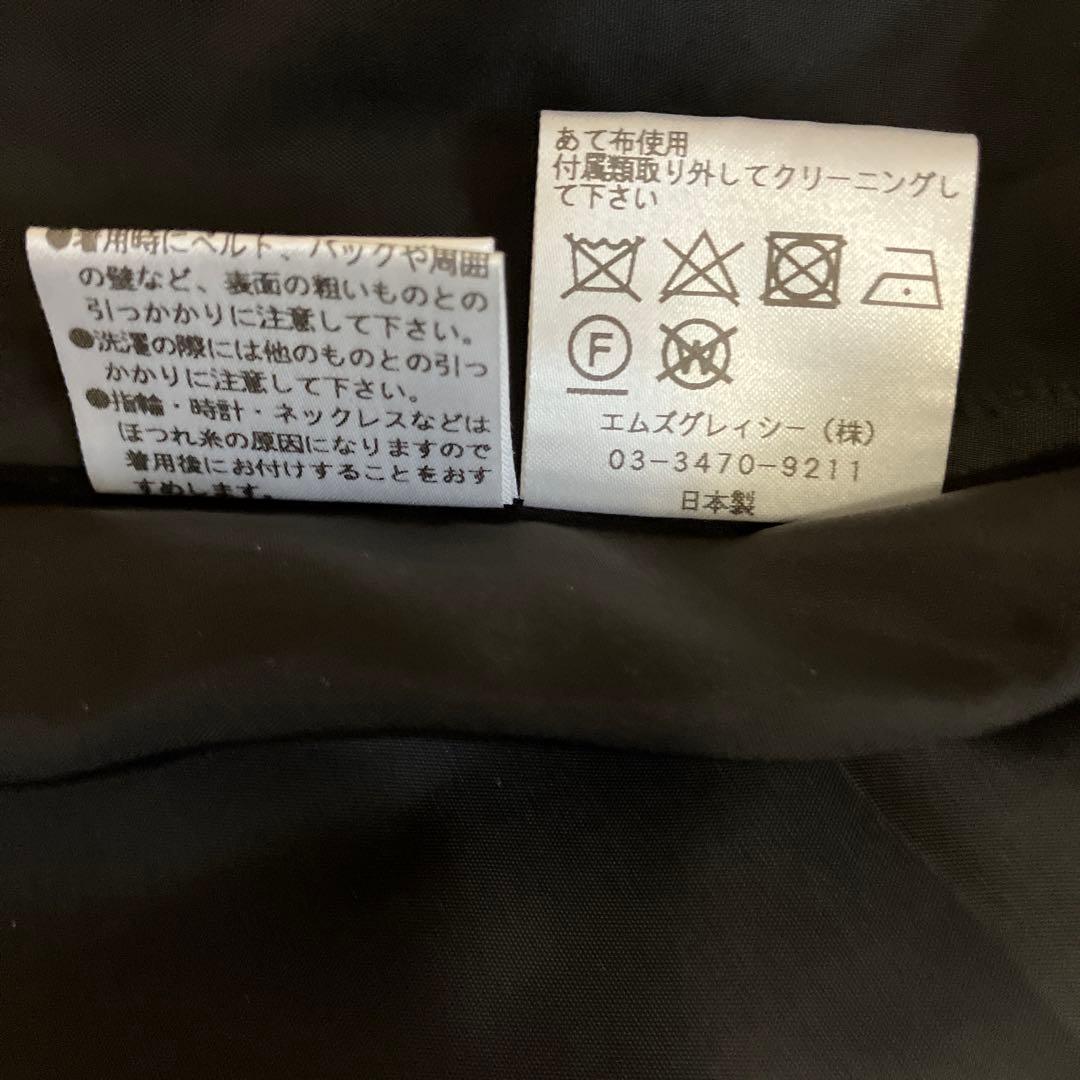 ●着用時にベルト、バックや周囲
の壁など、表面の粗いものとの
引っかかりに注意して下さい。
●洗濯の際には他のものとの引っ
かかりに注意して下さい。
●指輪・時計・ネックレスなどは
ほつれ糸の原因になりますので
着用後にお付けすることをおす
すめします。
あて布使用
付属類取り外してクリーニングし
て下さい
F
W
エムズグレィシー(株)
03-3470-9211
日本製